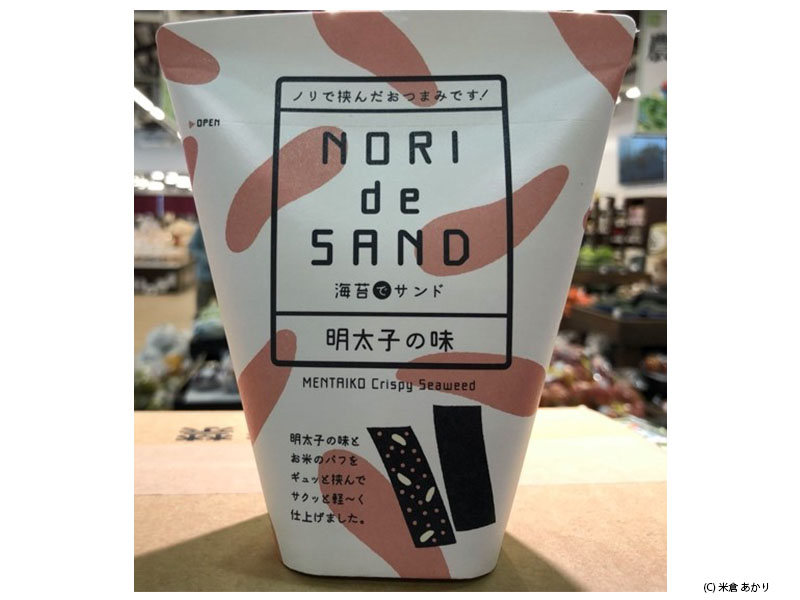 ノリで挟んだおつまみです!
▶OPEN
NORI
de
SAND
海苔でサンド
明太子の味
MENTAIKO Crispy Seaweed
明太子の味と
お米のパフを
ギュッと挟んで
サクッと軽〜く
仕上げました。
(C) 米倉 あかり